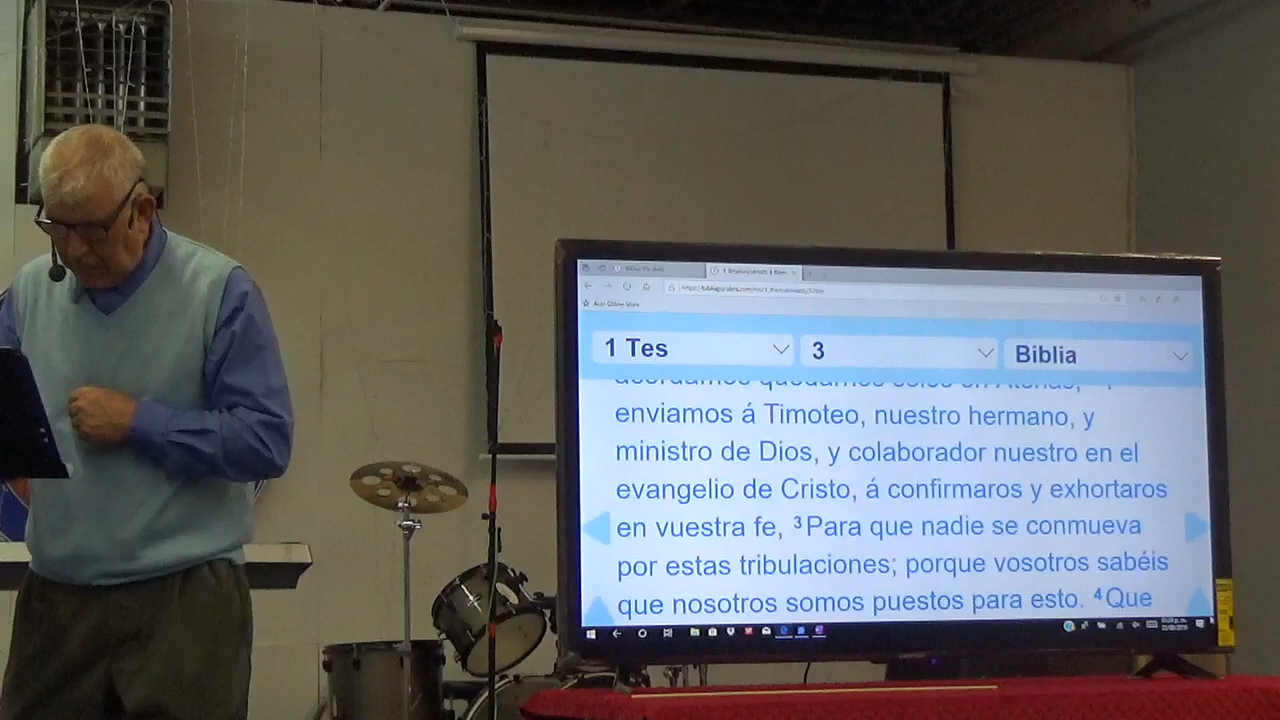 1 Tes
3
Biblia
enviamos á Timoteo, nuestro hermano, y
ministro de Dios, y colaborador nuestro en el
evangelio de Cristo, á confirmaros y exhortaros
en vuestra fe, ³Para que nadie se conmueva
por estas tribulaciones; porque vosotros sabéis
que nosotros somos puestos para esto. ⁴Que